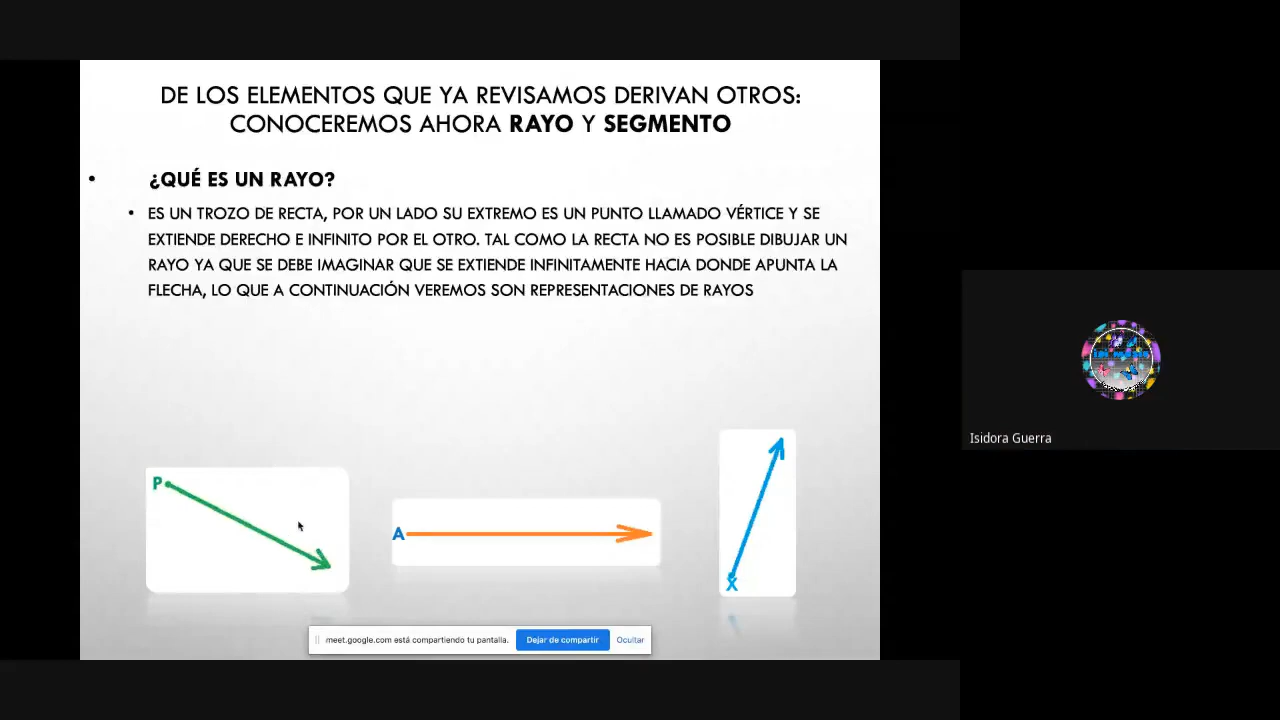 DE LOS ELEMENTOS QUE YA REVISAMOS DERIVAN OTROS:
CONOCEREMOS AHORA RAYO Y SEGMENTO
• ¿QUÉ ES UN RAYO?
• ES UN TROZO DE RECTA, POR UN LADO SU EXTREMO ES UN PUNTO LLAMADO VÉRTICE Y SE
EXTIENDE DERECHO E INFINITO POR EL OTRO. TAL COMO LA RECTA NO ES POSIBLE DIBUJAR UN
RAYO YA QUE SE DEBE IMAGINAR QUE SE EXTIENDE INFINITAMENTE HACIA DONDE APUNTA LA
FLECHA, LO QUE A CONTINUACIÓN VEREMOS SON REPRESENTACIONES DE RAYOS
P
A
X
meet.google.com está compartiendo tu pantalla. Dejar de compartir Ocultar
Isidora Guerra